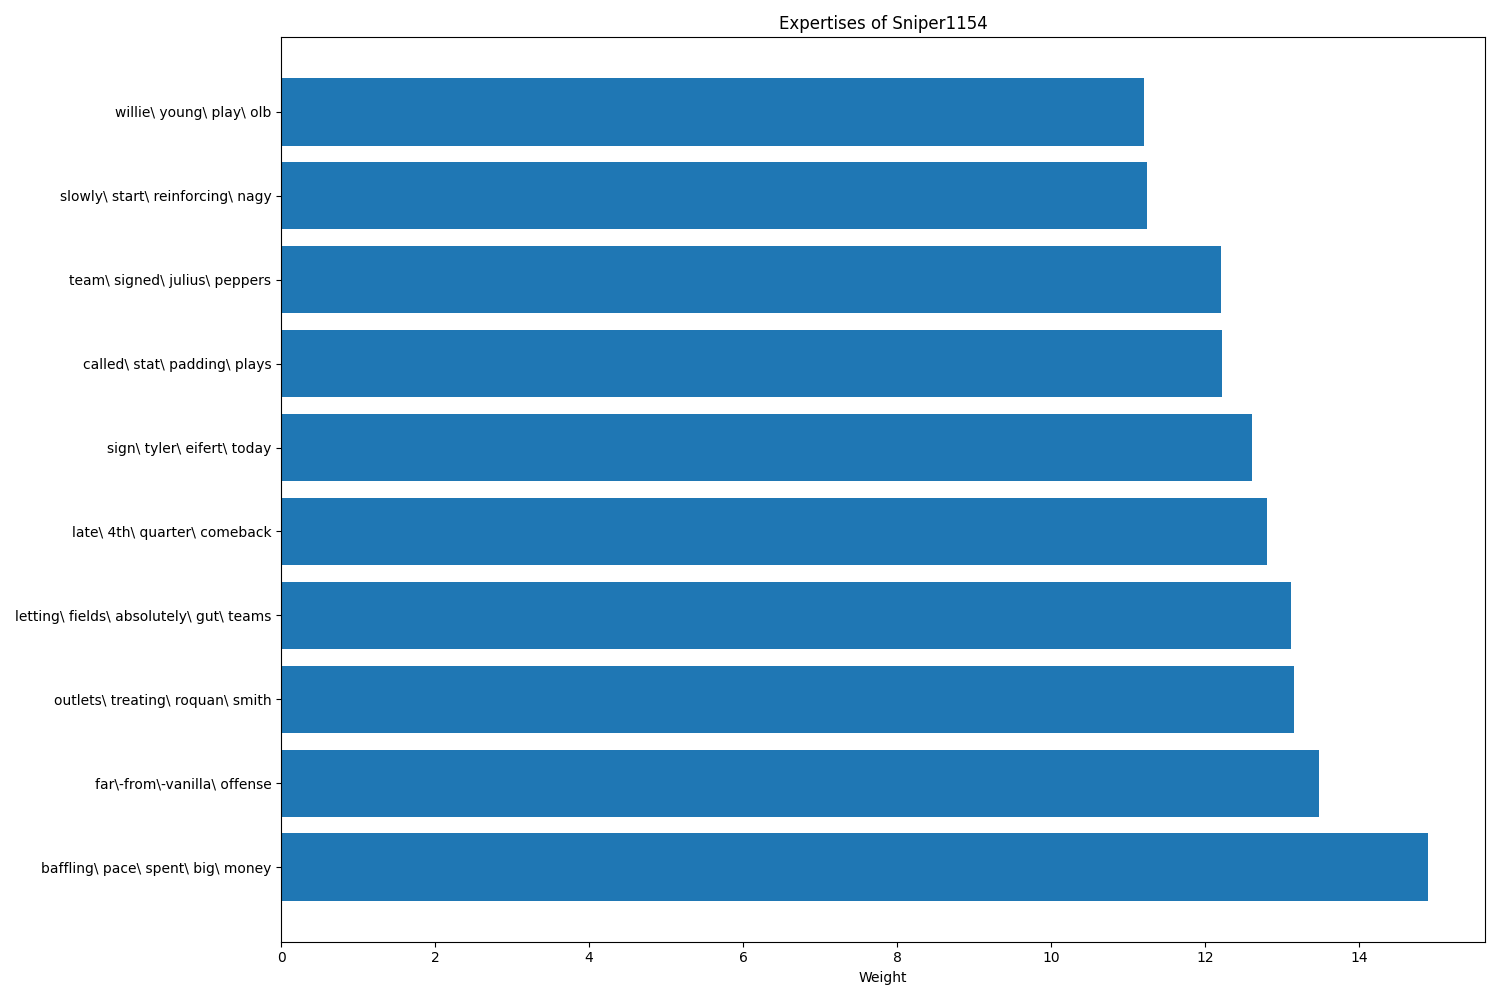 Expertises of Sniper1154
willie\ young\ play\ olb
slowly\ start\ reinforcing\ nagy
team\ signed\ julius\ peppers
called\ stat\ padding\ plays
sign\ tyler\ eifert\ today
late\ 4th\ quarter\ comeback
letting\ fields\ absolutely\ gut\ teams
outlets\ treating\ roquan\ smith
far\-from\-vanilla\ offense
baffling\ pace\ spent\ big\ money
0 2 4 6 8 10 12 14
Weight